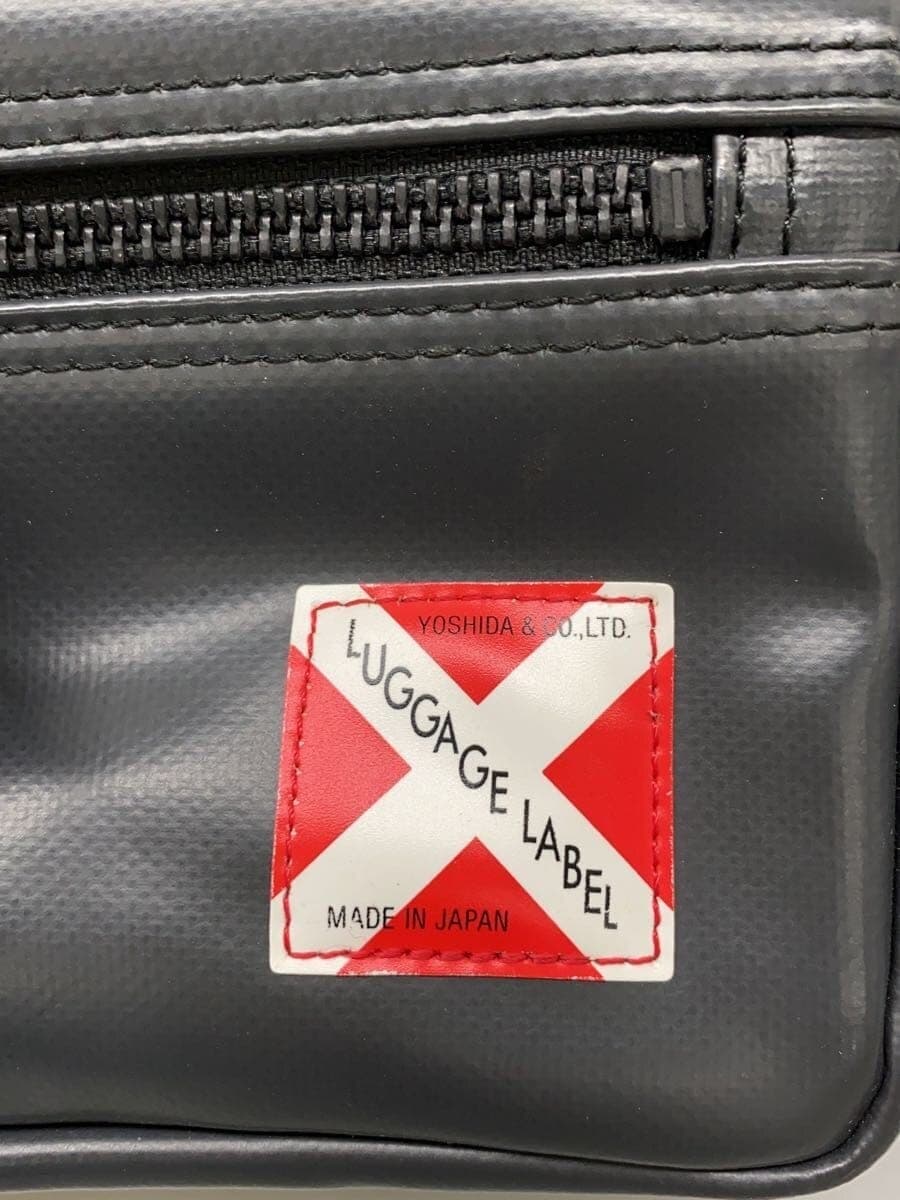 YOSHIDA & CO.,LTD.
LUGGAGE LABEL
MADE IN JAPAN